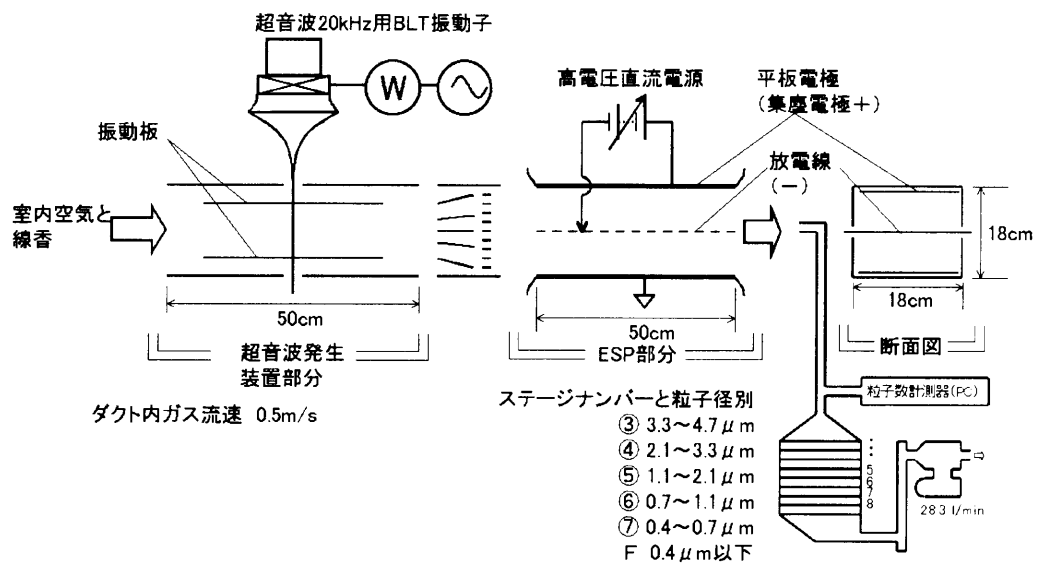 超音波20kHz用BLT振動子
W
高電圧直流電源
平板電極
(集塵電極+)
振動板
放電線
(-)
室内空気と
線香
18cm
18cm
50cm
50cm
超音波発生
装置部分
ESP部分
断面図
ダクト内ガス流速 0.5m/s
ステージナンバーと粒子径別
③ 3.3~4.7μm
④ 2.1~3.3μm
⑤ 1.1~2.1μm
⑥ 0.7~1.1μm
⑦ 0.4~0.7μm
F 0.4μm以下
粒子数計測器(PC)
⋮
5
6
7
8
28.3 l/min